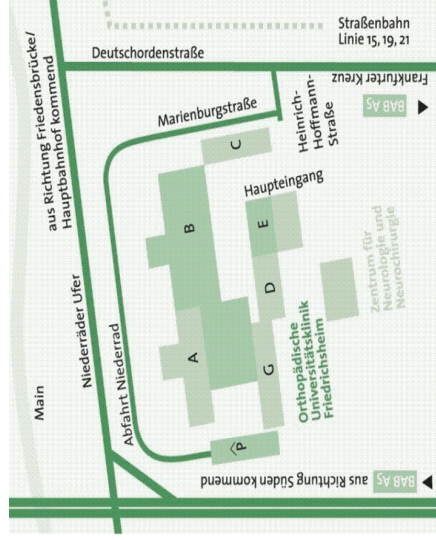 Straßenbahn
Linie 15, 19, 21
Deutschordenstraße
aus Richtung Friedensbrücke/
Hauptbahnhof kommend
Frankfurter Kreuz
BAB A5
Marienburgstraße
Heinrich-
Hoffmann-
Straße
C
B
Haupteingang
E
D
A
G
P
Niederräder Ufer
Abfahrt Niederrad
Main
Zentrum für
Neurologie und
Neurochirurgie
Orthopädische
Universitätsklinik
Friedrichsheim
aus Richtung Süden kommend
BAB A5